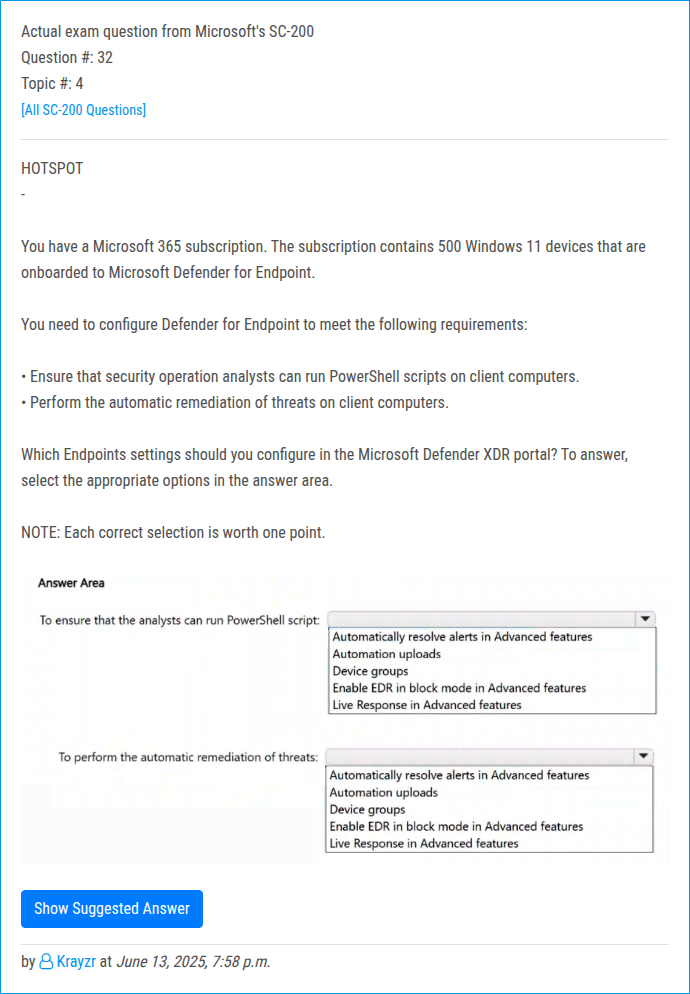 Actual exam question from Microsoft's SC-200
Question #: 32
Topic #: 4
[All SC-200 Questions]
HOTSPOT
-
You have a Microsoft 365 subscription. The subscription contains 500 Windows 11 devices that are
onboarded to Microsoft Defender for Endpoint.
You need to configure Defender for Endpoint to meet the following requirements:
• Ensure that security operation analysts can run PowerShell scripts on client computers.
• Perform the automatic remediation of threats on client computers.
Which Endpoints settings should you configure in the Microsoft Defender XDR portal? To answer,
select the appropriate options in the answer area.
NOTE: Each correct selection is worth one point.
Answer Area
To ensure that the analysts can run PowerShell script:
Automatically resolve alerts in Advanced features
Automation uploads
Device groups
Enable EDR in block mode in Advanced features
Live Response in Advanced features
To perform the automatic remediation of threats:
Automatically resolve alerts in Advanced features
Automation uploads
Device groups
Enable EDR in block mode in Advanced features
Live Response in Advanced features
Show Suggested Answer
by Krayzr at June 13, 2025, 7:58 p.m.